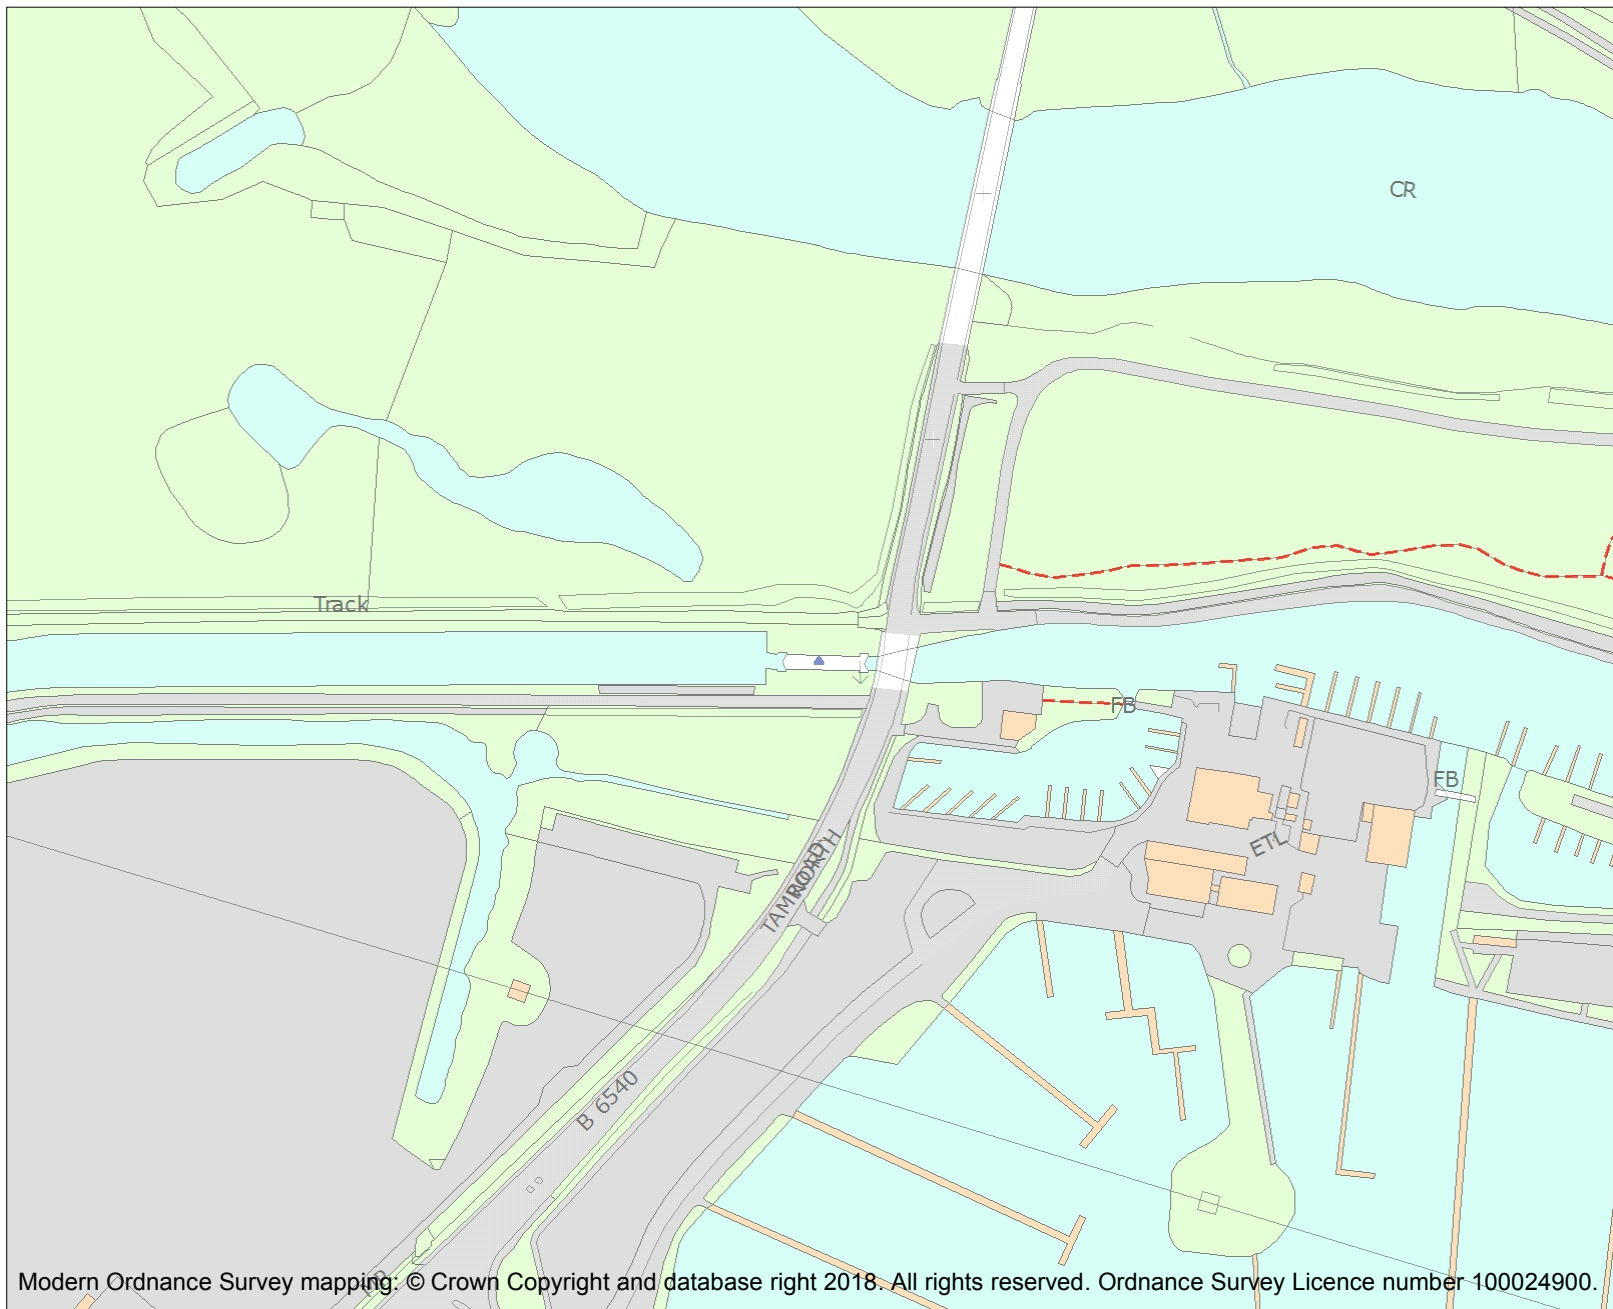 CR
Track
FB
FB
ETL
TAMWORTH
ROAD
B 6540
Modern Ordnance Survey mapping: © Crown Copyright and database right 2018. All rights reserved. Ordnance Survey Licence number 100024900.